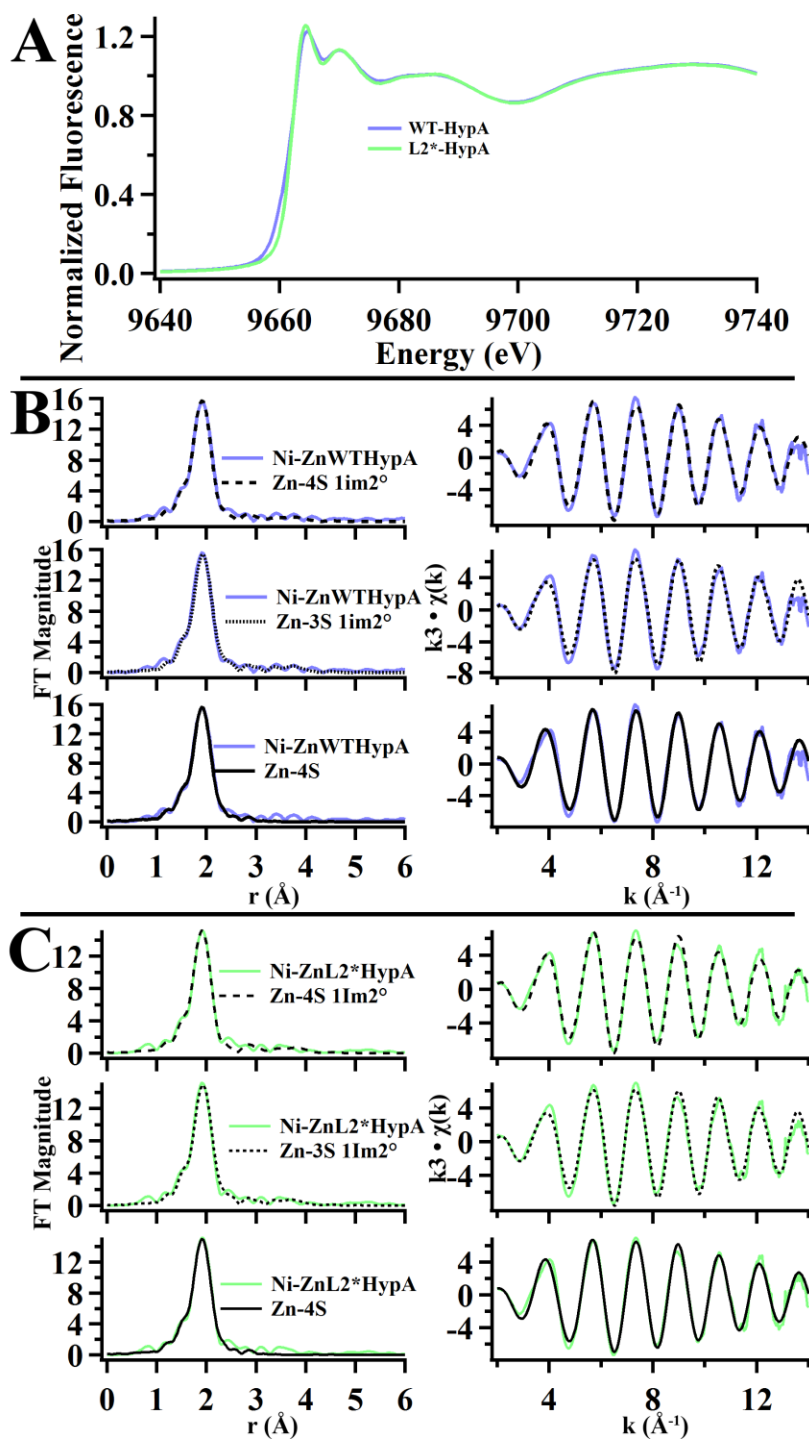 A
Normalized Fluorescence
1.2
0.8
0.4
0.0
WT-HypA
L2*-HypA
9640 9660 9680 9700 9720 9740
Energy (eV)
B
FT Magnitude
16
12
8
4
0
Ni-ZnWTHypA
Zn-4S 1im2°
16
12
8
4
0
Ni-ZnWTHypA
Zn-3S 1im2°
16
12
8
4
0
Ni-ZnWTHypA
Zn-4S
0 1 2 3 4 5 6
r (Å)
k3 • χ(k)
4
0
−4
4
0
−4
−8
4
0
−4
4 8 12
k (Å⁻¹)
C
FT Magnitude
12
8
4
0
Ni-ZnL2*HypA
Zn-4S 1Im2°
12
8
4
0
Ni-ZnL2*HypA
Zn-3S 1Im2°
12
8
4
0
Ni-ZnL2*HypA
Zn-4S
0 1 2 3 4 5 6
r (Å)
k3 • χ(k)
4
0
−4
4
0
−4
4
0
−4
4 8 12
k (Å⁻¹)